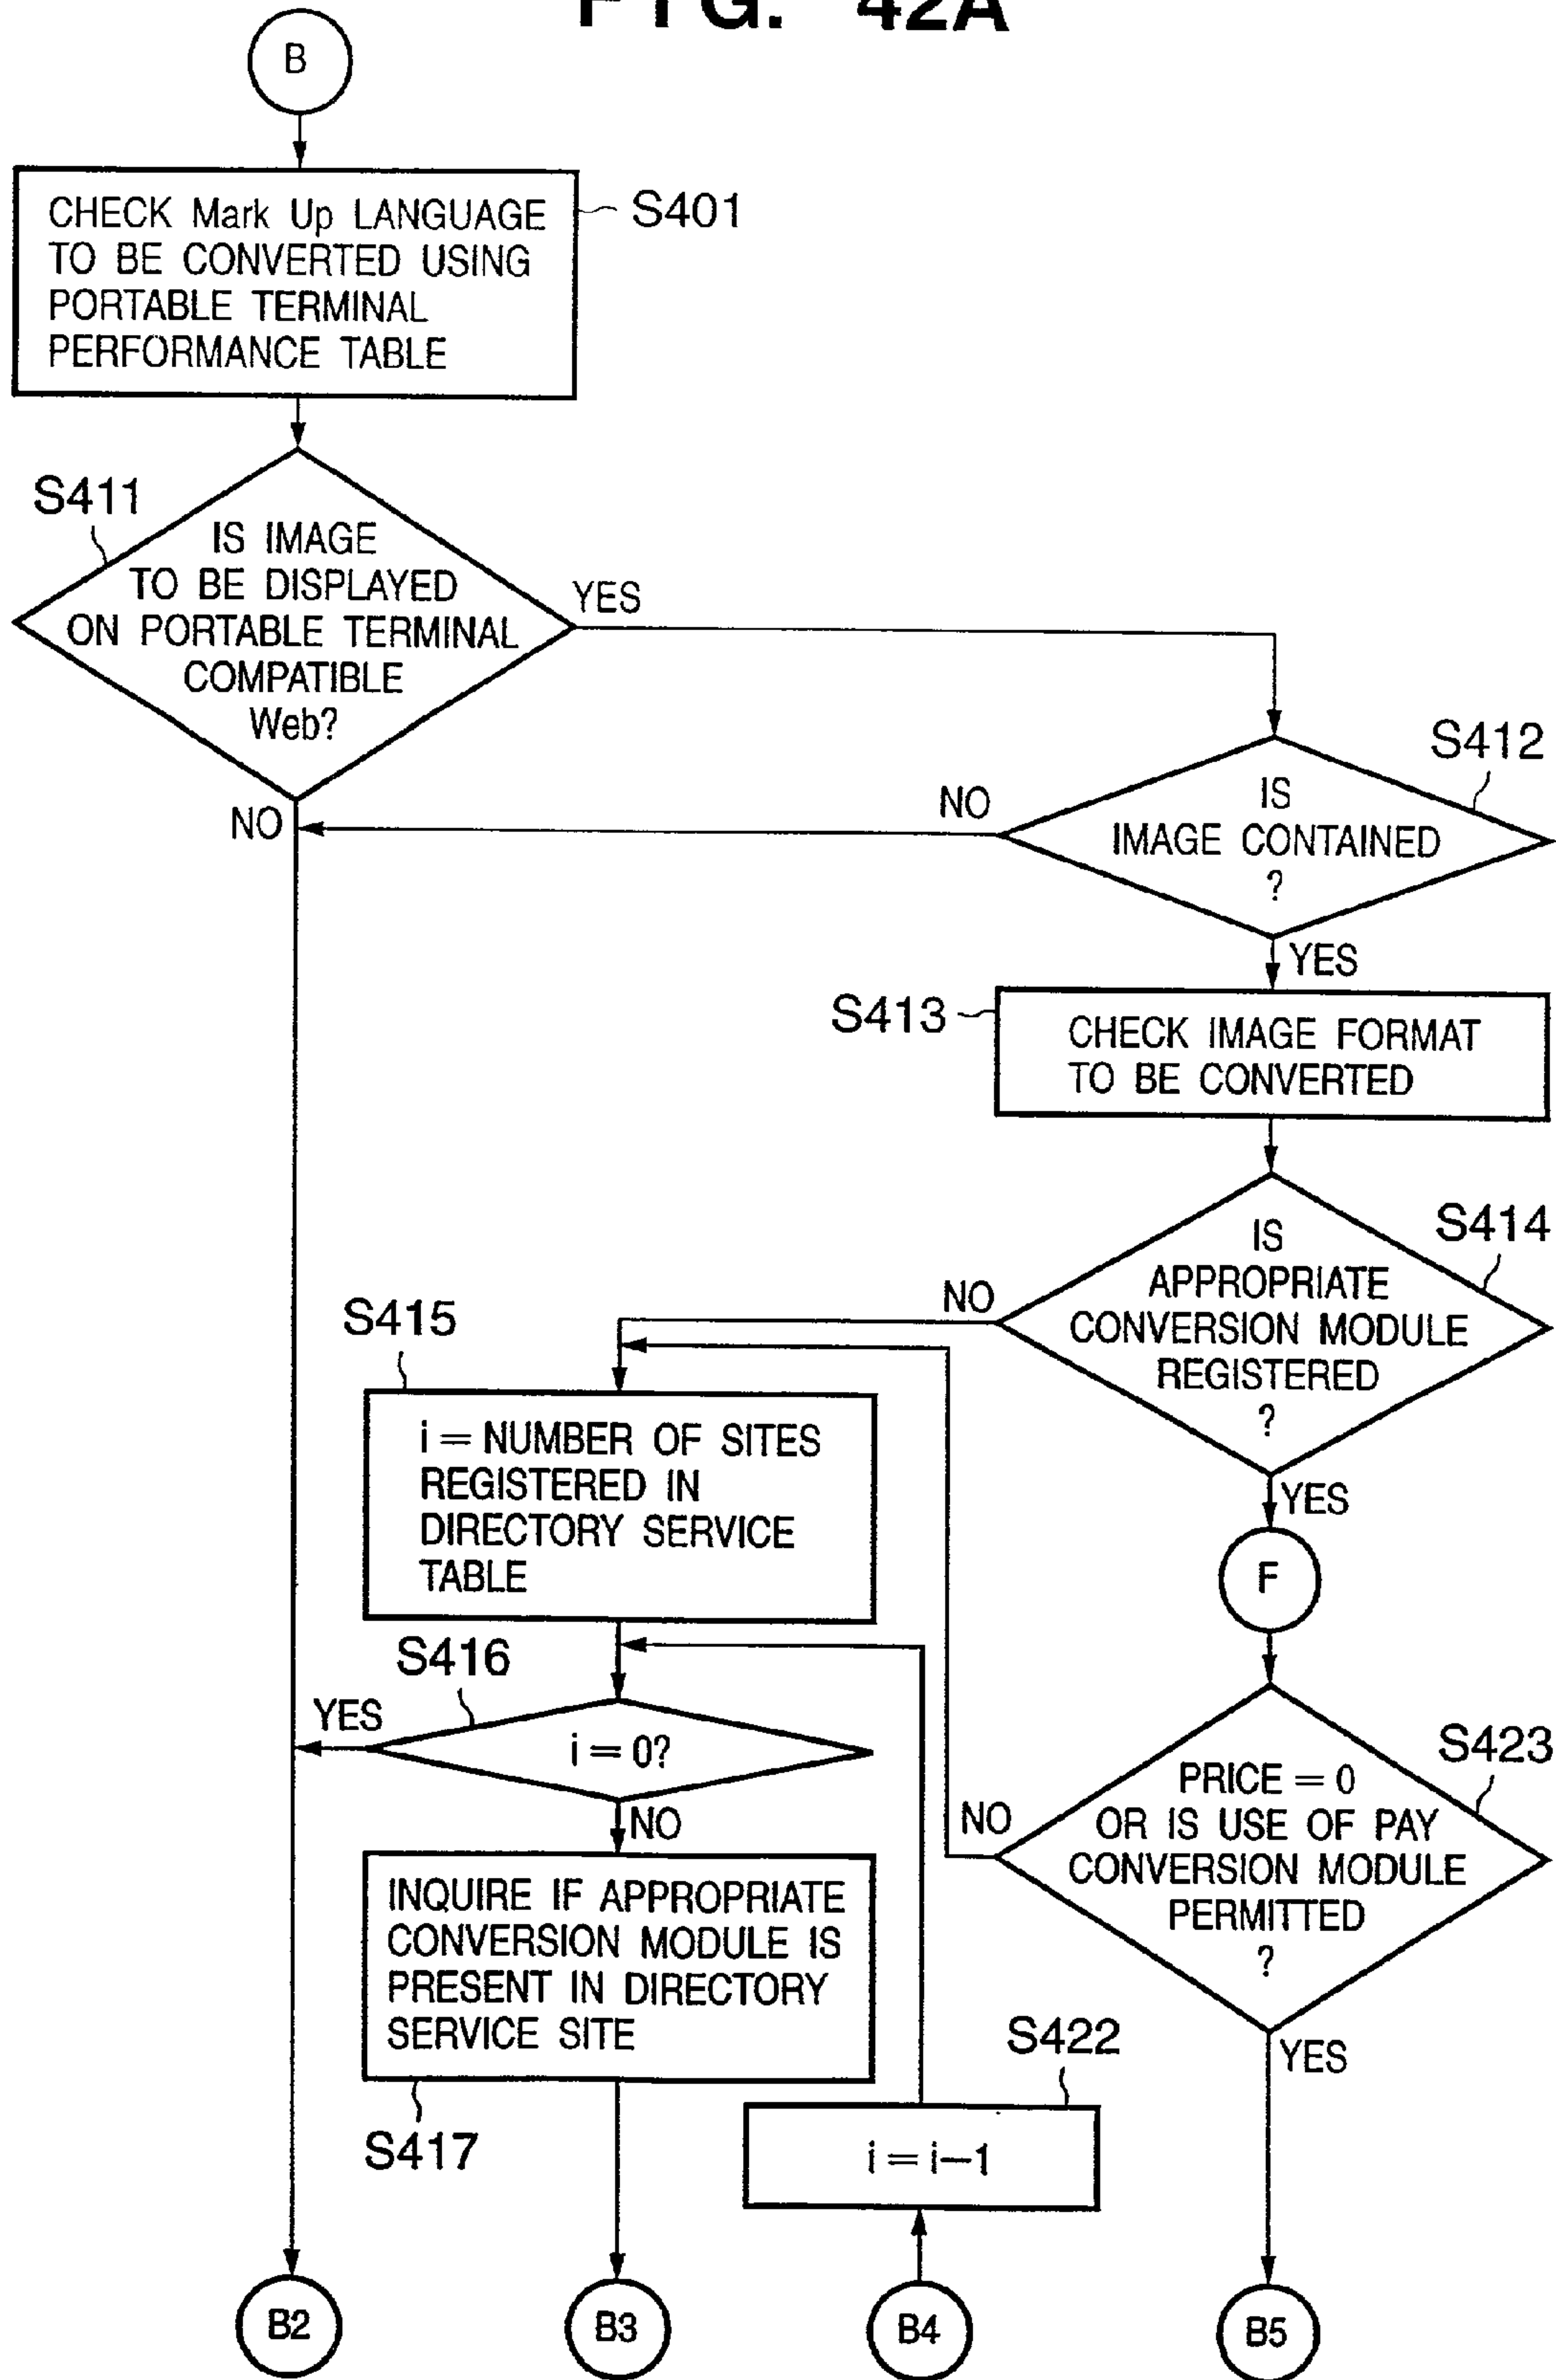 FIG. 42A
B
CHECK Mark Up LANGUAGE
TO BE CONVERTED USING
PORTABLE TERMINAL
PERFORMANCE TABLE
S401
S411
IS IMAGE
TO BE DISPLAYED
ON PORTABLE TERMINAL
COMPATIBLE
Web?
YES
NO
S412
IS
IMAGE CONTAINED
?
NO
YES
S413
CHECK IMAGE FORMAT
TO BE CONVERTED
S414
IS
APPROPRIATE
CONVERSION MODULE
REGISTERED
?
NO
YES
S415
i = NUMBER OF SITES
REGISTERED IN
DIRECTORY SERVICE
TABLE
F
S416
YES
i = 0?
NO
S423
PRICE = 0
OR IS USE OF PAY
CONVERSION MODULE
PERMITTED
?
NO
YES
INQUIRE IF APPROPRIATE
CONVERSION MODULE IS
PRESENT IN DIRECTORY
SERVICE SITE
S417
S422
i = i–1
B2
B3
B4
B5